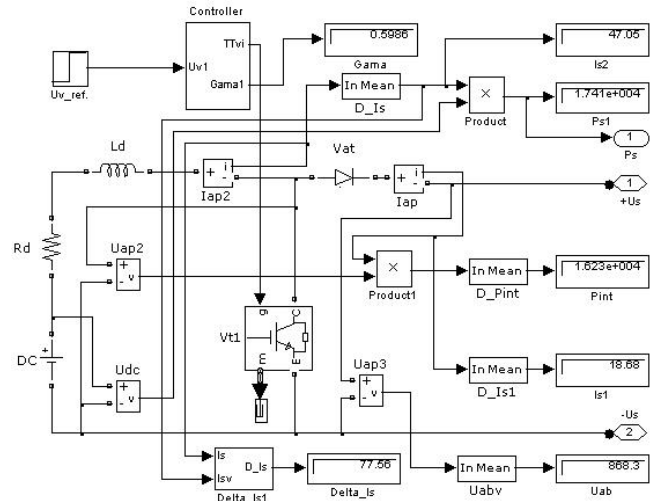 Controller
TTvi
Uv1
Gama1
Uv_ref.
0.5986
Gama
47.05
Is2
In Mean
D_Is
×
Product
1.741e+004
Ps1
1
Ps
Ld
i
+
-
Iap2
Vat
i
+
-
Iap
1
+Us
Rd
Uap2
+
-
v
×
Product1
In Mean
D_Pint
1.623e+004
Pint
g
C
Vt1
m
E
DC
+
Udc
+
-
v
Uap3
+
-
v
In Mean
D_Is1
18.68
Is1
-Us
2
Is
D_Is
Isv
Delta_Is1
77.56
Delta_Is
In Mean
Uabv
868.3
Uab